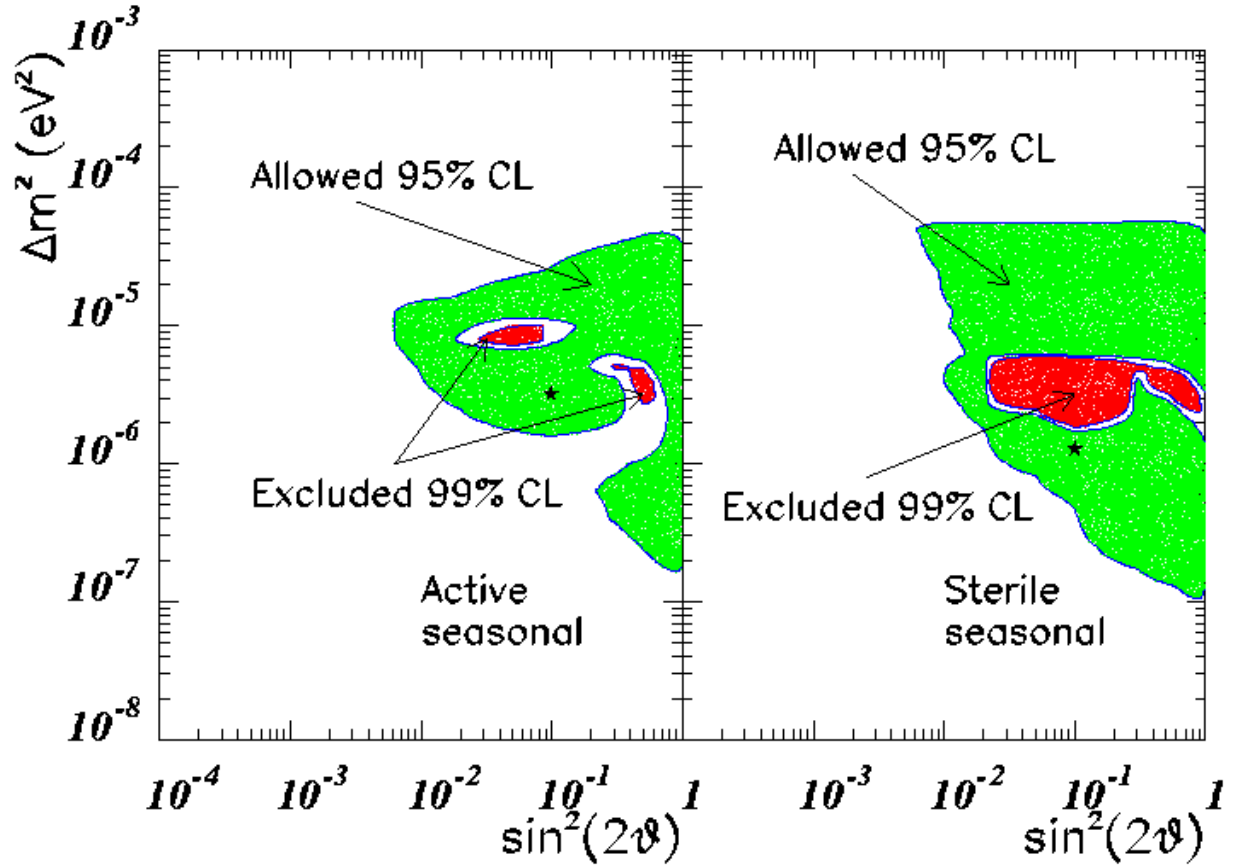 10⁻³
10⁻⁴
10⁻⁵
10⁻⁶
10⁻⁷
10⁻⁸
Δm² (eV²)
Allowed 95% CL
Excluded 99% CL
Active
seasonal
10⁻⁴ 10⁻³ 10⁻² 10⁻¹ 1
sin²(2ϑ)
Allowed 95% CL
Excluded 99% CL
Sterile
seasonal
10⁻³ 10⁻² 10⁻¹ 1
sin²(2ϑ)